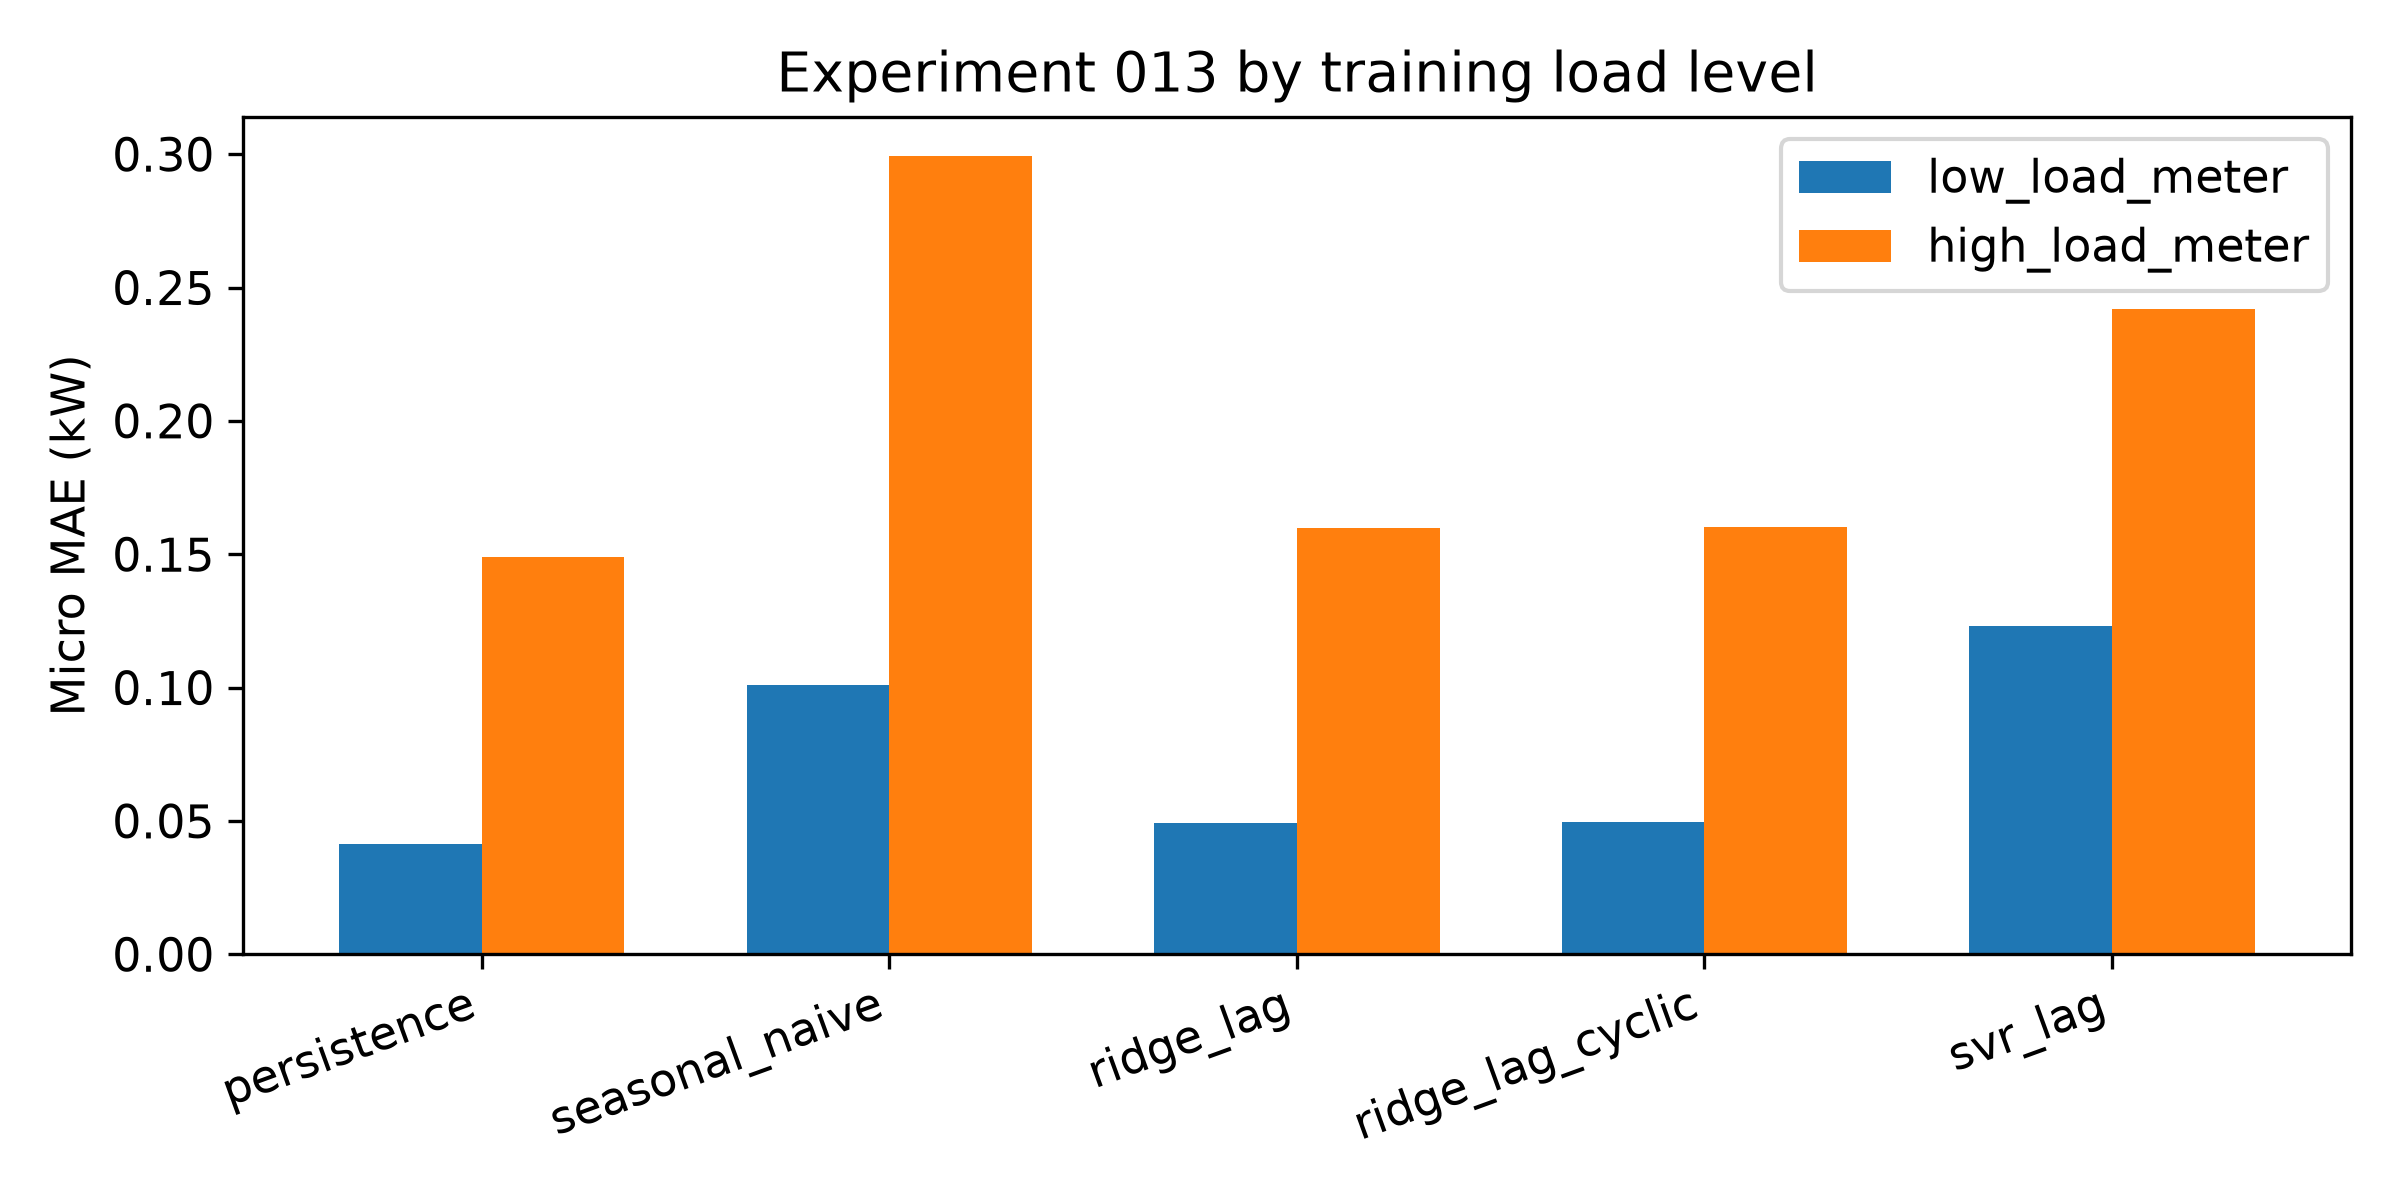 Experiment 013 by training load level
Micro MAE (kW)
0.30
0.25
0.20
0.15
0.10
0.05
0.00
low_load_meter
high_load_meter
persistence
seasonal_naive
ridge_lag
ridge_lag_cyclic
svr_lag